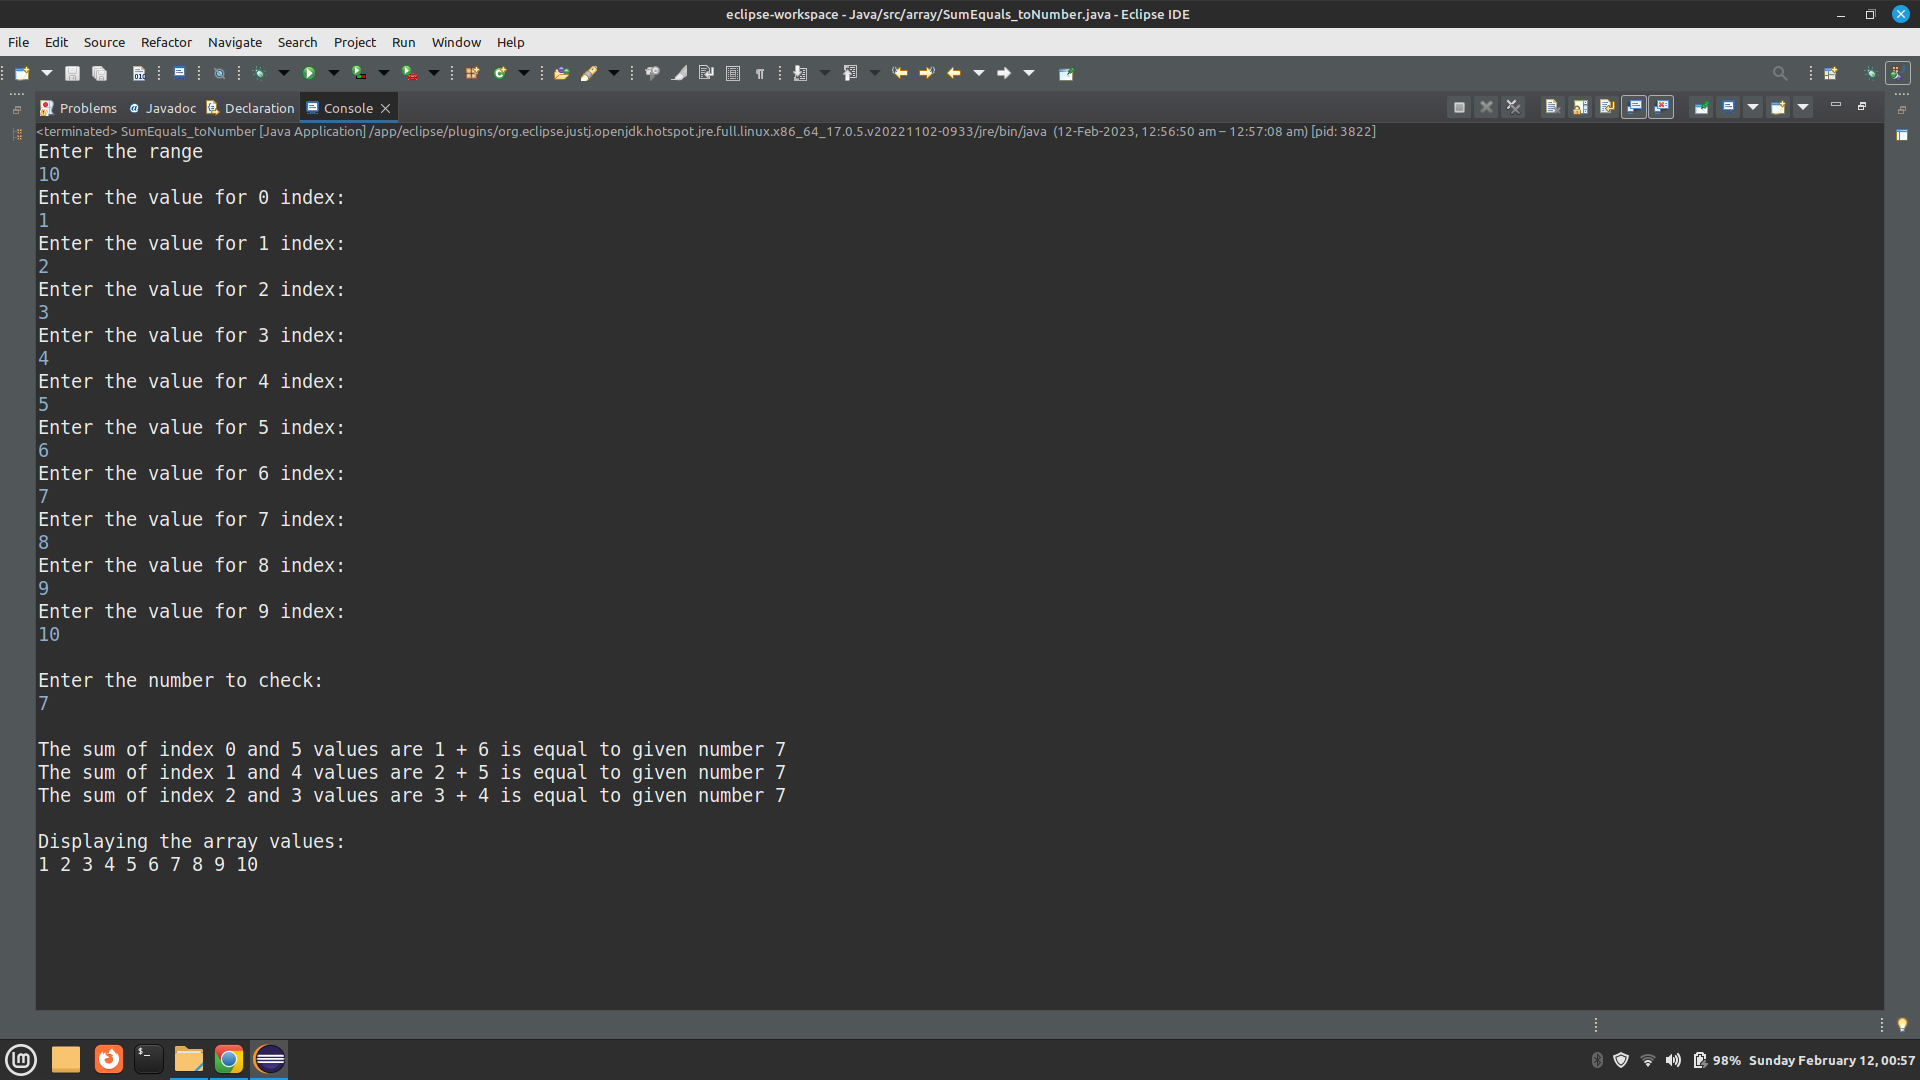 eclipse-workspace - Java/src/array/SumEquals_toNumber.java - Eclipse IDE
File Edit Source Refactor Navigate Search Project Run Window Help
Problems Javadoc Declaration Console
<terminated> SumEquals_toNumber [Java Application] /app/eclipse/plugins/org.eclipse.justj.openjdk.hotspot.jre.full.linux.x86_64_17.0.5.v20221102-0933/jre/bin/java (12-Feb-2023, 12:56:50 am – 12:57:08 am) [pid: 3822]
Enter the range
10
Enter the value for 0 index:
1
Enter the value for 1 index:
2
Enter the value for 2 index:
3
Enter the value for 3 index:
4
Enter the value for 4 index:
5
Enter the value for 5 index:
6
Enter the value for 6 index:
7
Enter the value for 7 index:
8
Enter the value for 8 index:
9
Enter the value for 9 index:
10
Enter the number to check:
7
The sum of index 0 and 5 values are 1 + 6 is equal to given number 7
The sum of index 1 and 4 values are 2 + 5 is equal to given number 7
The sum of index 2 and 3 values are 3 + 4 is equal to given number 7
Displaying the array values:
1 2 3 4 5 6 7 8 9 10
98% Sunday February 12, 00:57